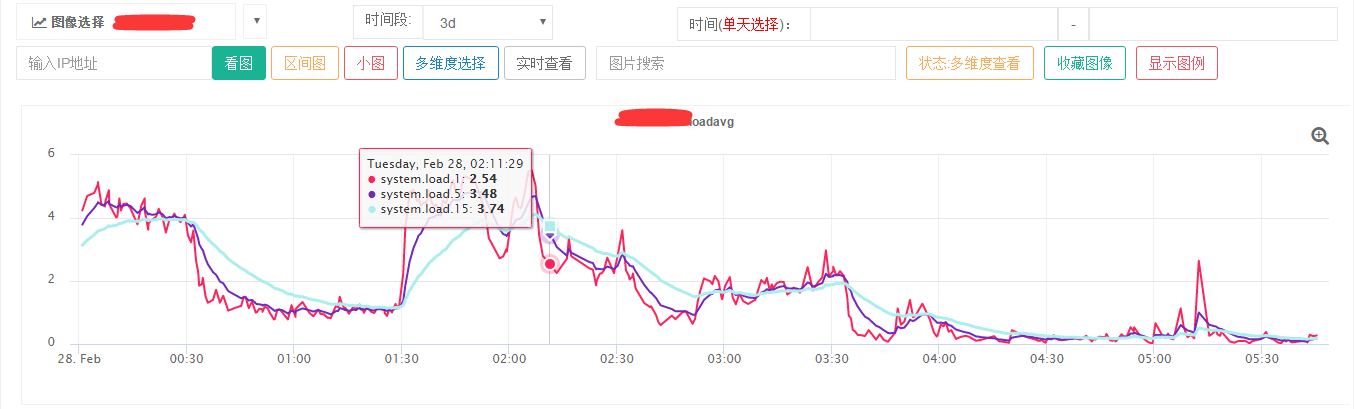 图像选择 ▼ 时间段: 3d ▼ 时间(单天选择): -
输入IP地址 看图 区间图 小图 多维度选择 实时查看 图片搜索 状态:多维度查看 收藏图像 显示图例
loadavg
Tuesday, Feb 28, 02:11:29
system.load.1: 2.54
system.load.5: 3.48
system.load.15: 3.74
6
4
2
0
28. Feb 00:30 01:00 01:30 02:00 02:30 03:00 03:30 04:00 04:30 05:00 05:30